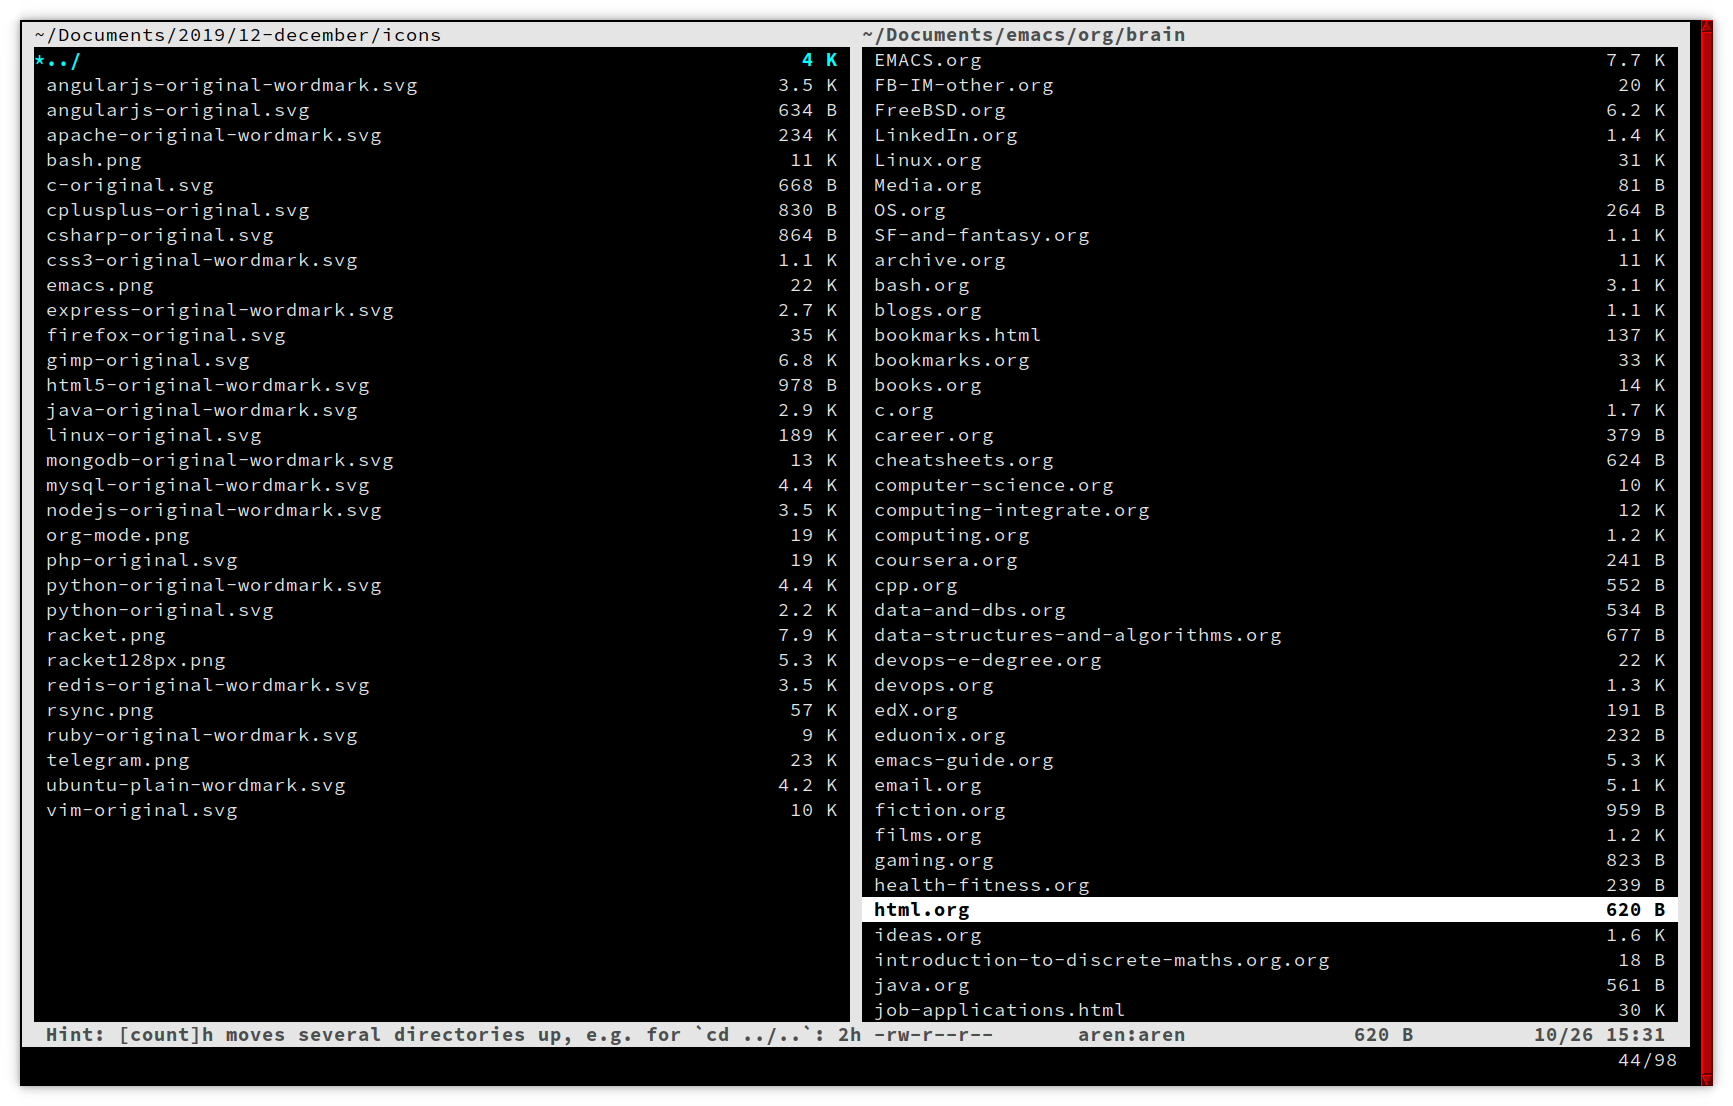 ~/Documents/2019/12-december/icons
*../ 4 K
angularjs-original-wordmark.svg 3.5 K
angularjs-original.svg 634 B
apache-original-wordmark.svg 234 K
bash.png 11 K
c-original.svg 668 B
cplusplus-original.svg 830 B
csharp-original.svg 864 B
css3-original-wordmark.svg 1.1 K
emacs.png 22 K
express-original-wordmark.svg 2.7 K
firefox-original.svg 35 K
gimp-original.svg 6.8 K
html5-original-wordmark.svg 978 B
java-original-wordmark.svg 2.9 K
linux-original.svg 189 K
mongodb-original-wordmark.svg 13 K
mysql-original-wordmark.svg 4.4 K
nodejs-original-wordmark.svg 3.5 K
org-mode.png 19 K
php-original.svg 19 K
python-original-wordmark.svg 4.4 K
python-original.svg 2.2 K
racket.png 7.9 K
racket128px.png 5.3 K
redis-original-wordmark.svg 3.5 K
rsync.png 57 K
ruby-original-wordmark.svg 9 K
telegram.png 23 K
ubuntu-plain-wordmark.svg 4.2 K
vim-original.svg 10 K
~/Documents/emacs/org/brain
EMACS.org 7.7 K
FB-IM-other.org 20 K
FreeBSD.org 6.2 K
LinkedIn.org 1.4 K
Linux.org 31 K
Media.org 81 B
OS.org 264 B
SF-and-fantasy.org 1.1 K
archive.org 11 K
bash.org 3.1 K
blogs.org 1.1 K
bookmarks.html 137 K
bookmarks.org 33 K
books.org 14 K
c.org 1.7 K
career.org 379 B
cheatsheets.org 624 B
computer-science.org 10 K
computing-integrate.org 12 K
computing.org 1.2 K
coursera.org 241 B
cpp.org 552 B
data-and-dbs.org 534 B
data-structures-and-algorithms.org 677 B
devops-e-degree.org 22 K
devops.org 1.3 K
edX.org 191 B
eduonix.org 232 B
emacs-guide.org 5.3 K
email.org 5.1 K
fiction.org 959 B
films.org 1.2 K
gaming.org 823 B
health-fitness.org 239 B
html.org 620 B
ideas.org 1.6 K
introduction-to-discrete-maths.org.org 18 B
java.org 561 B
job-applications.html 30 K
Hint: [count]h moves several directories up, e.g. for `cd ../..`: 2h -rw-r--r-- aren:aren 620 B 10/26 15:31
44/98